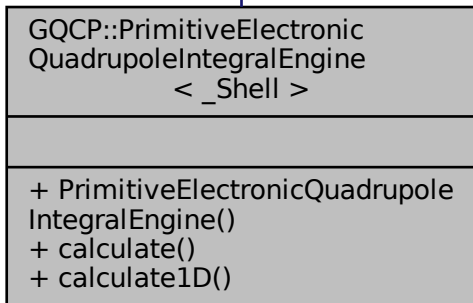 GQCP::PrimitiveElectronic
QuadrupoleIntegralEngine
< _Shell >
+ PrimitiveElectronicQuadrupole
IntegralEngine()
+ calculate()
+ calculate1D()